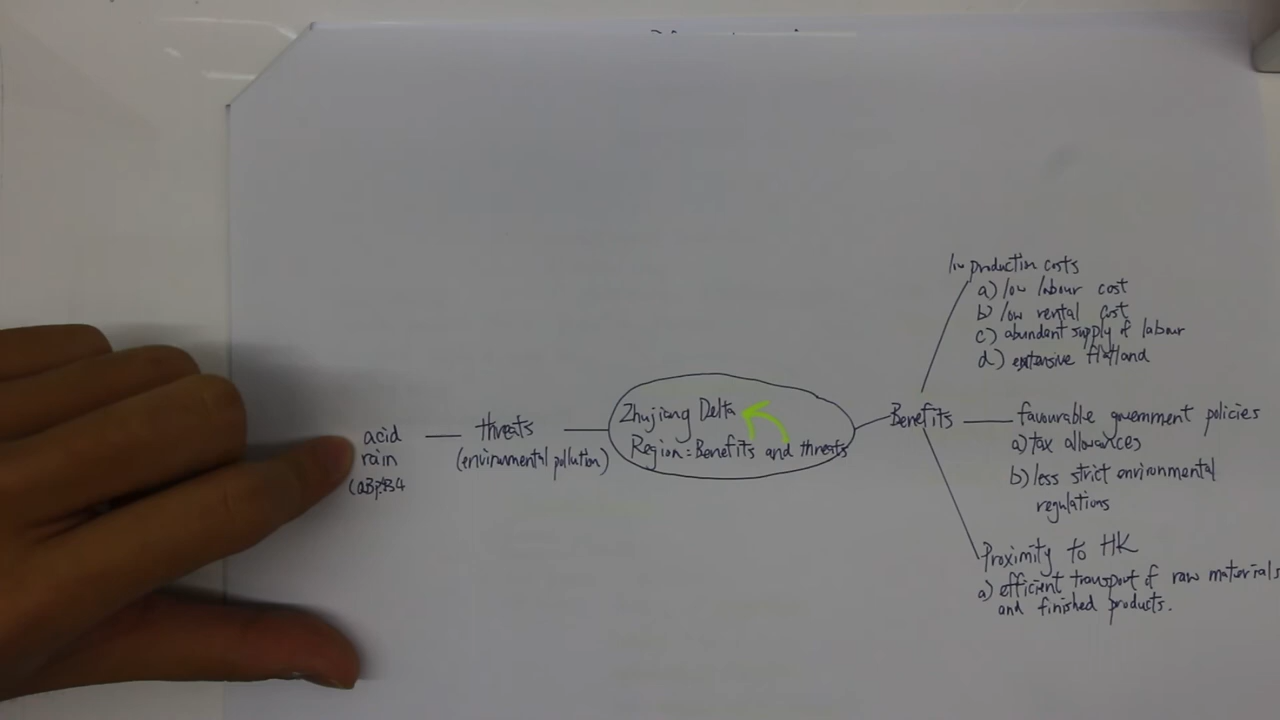 Zhujiang Delta
Region: Benefits and threats
threats
(environmental pollution)
acid
rain
Benefits
low production costs
a) low labour cost
b) low rental cost
c) abundant supply of labour
d) extensive flatland
favourable government policies
a) tax allowances
b) less strict environmental
regulations
Proximity to HK
a) efficient transport of raw materials
and finished products.